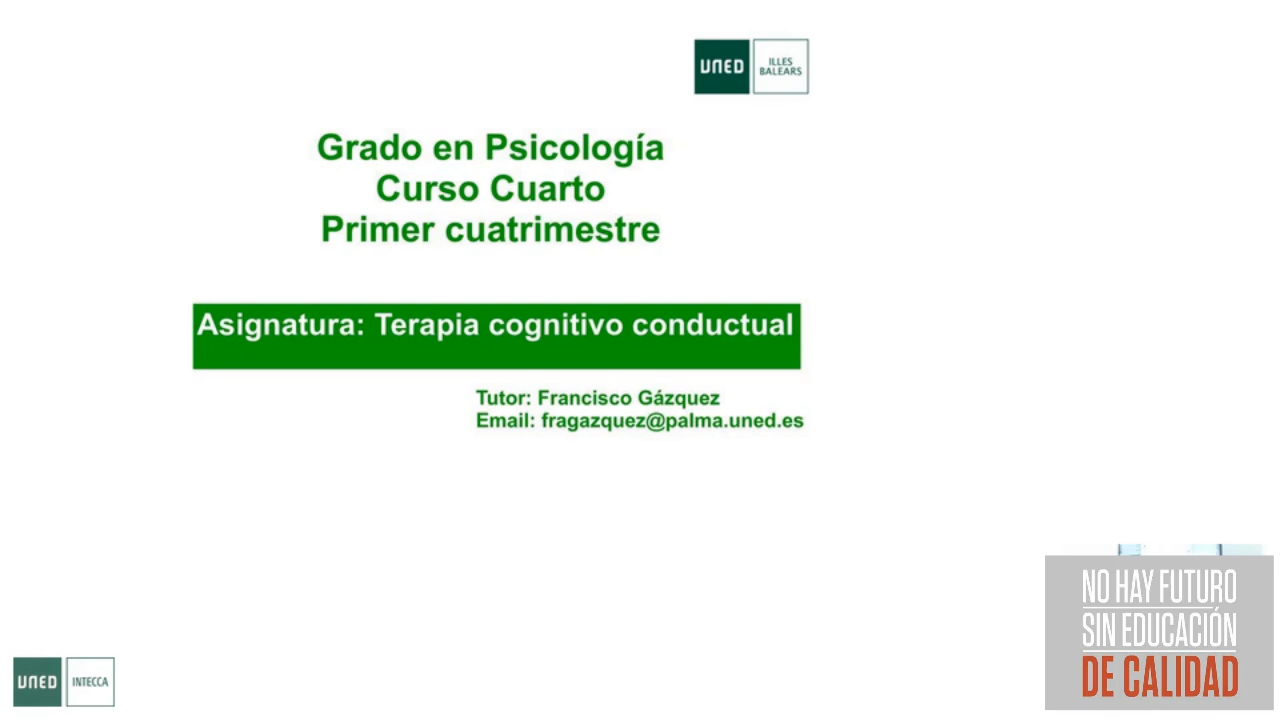 UNED
ILLES
BALEARS
Grado en Psicología
Curso Cuarto
Primer cuatrimestre
Asignatura: Terapia cognitivo conductual
Tutor: Francisco Gázquez
Email: fragazquez@palma.uned.es
NO HAY FUTURO
SIN EDUCACIÓN
DE CALIDAD
UNED
INTECCA